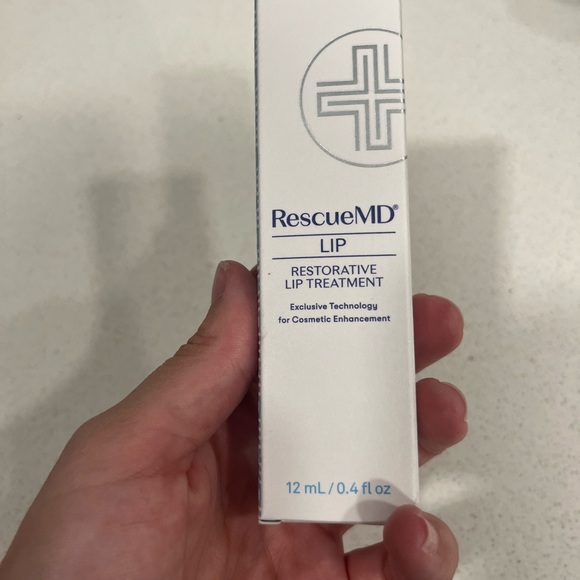 RescueMD®
LIP
RESTORATIVE
LIP TREATMENT
Exclusive Technology
for Cosmetic Enhancement
12 mL / 0.4 fl oz